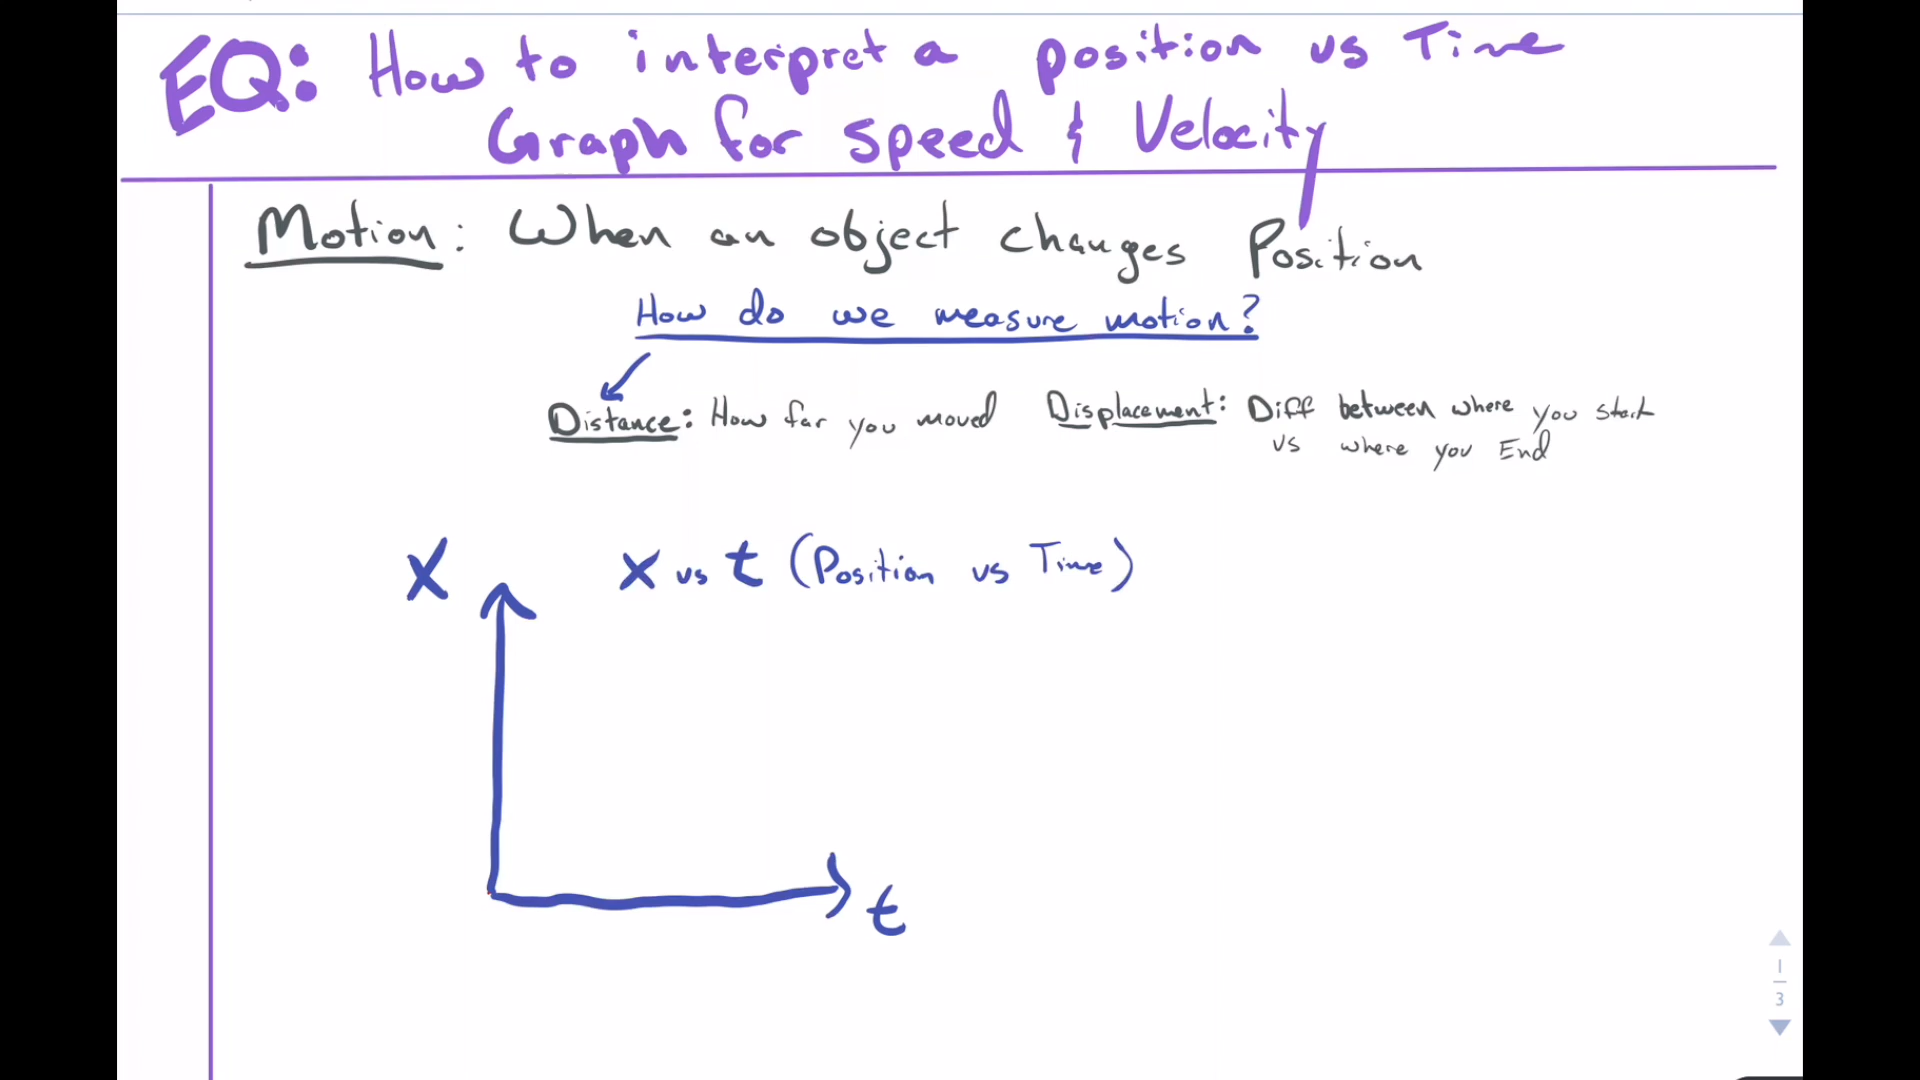 EQ: How to interpret a position vs Time
Graph for speed & Velocity
Motion: When an object changes Position
How do we measure motion?
Distance: How far you moved
Displacement: Diff between where you start
vs where you End
X
X vs t (Position vs Time)
t
1
3